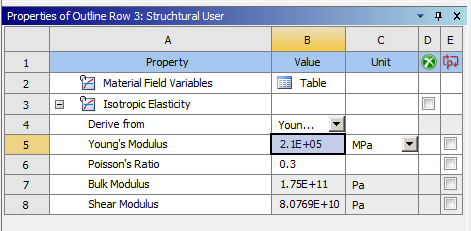 Properties of Outline Row 3: Struchtural User
A B C D E
1 Property Value Unit
2 Material Field Variables Table
3 Isotropic Elasticity
4 Derive from Youn...
5 Young's Modulus 2.1E+05 MPa
6 Poisson's Ratio 0.3
7 Bulk Modulus 1.75E+11 Pa
8 Shear Modulus 8.0769E+10 Pa